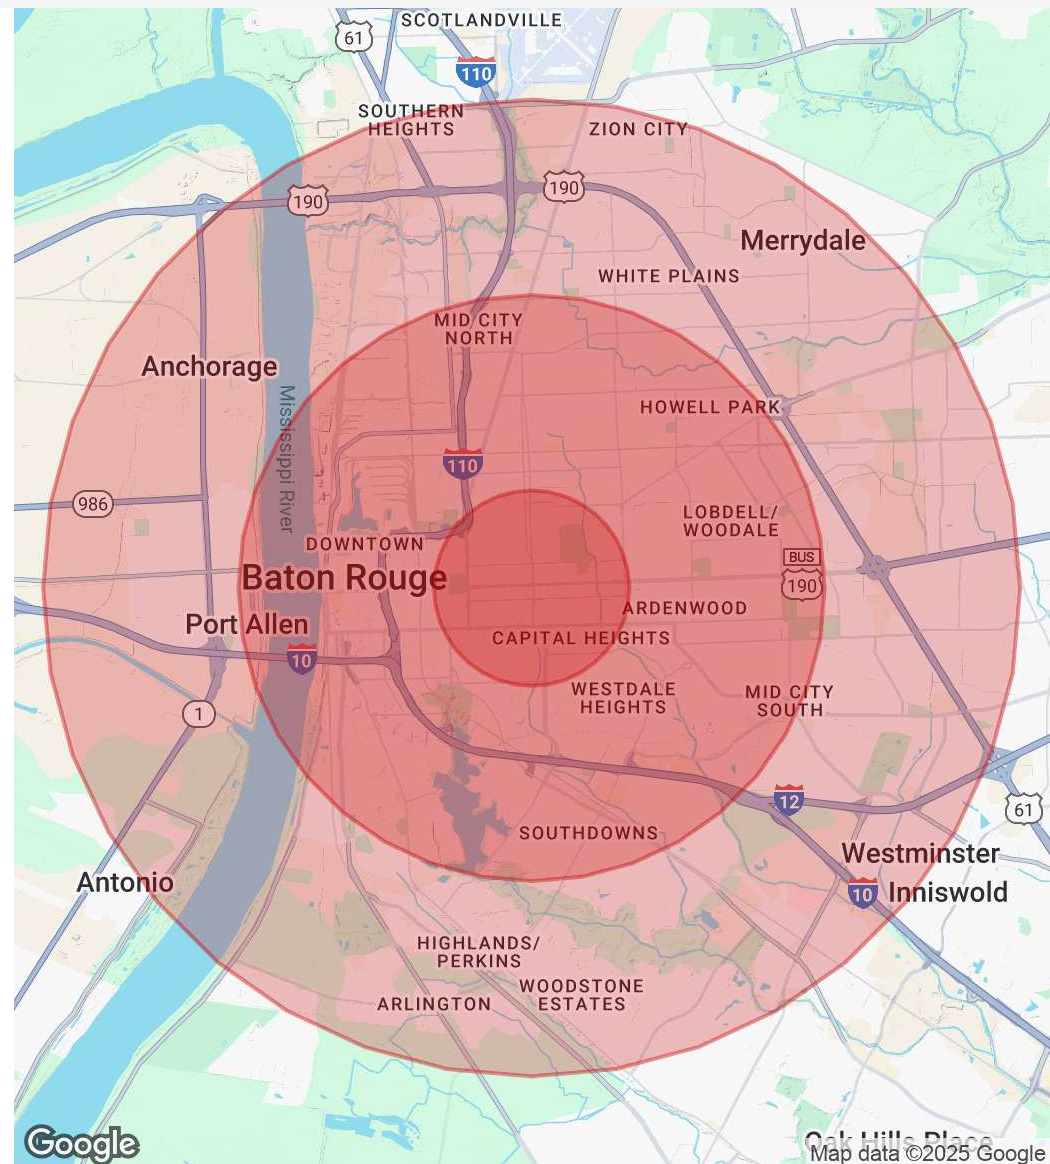 SCOTLANDVILLE
61
110
SOUTHERN
HEIGHTS
ZION CITY
190
190
Merrydale
WHITE PLAINS
MID CITY
NORTH
Anchorage
Mississippi River
HOWELL PARK
110
986
LOBDELL/
WOODALE
DOWNTOWN
BUS
190
Baton Rouge
ARDENWOOD
Port Allen
CAPITAL HEIGHTS
10
WESTDALE
HEIGHTS
MID CITY
SOUTH
1
12
61
SOUTHDOWNS
Westminster
Antonio
10
Inniswold
HIGHLANDS/
PERKINS
WOODSTONE
ESTATES
ARLINGTON
Oak Hills Place
Google
Map data ©2025 Google